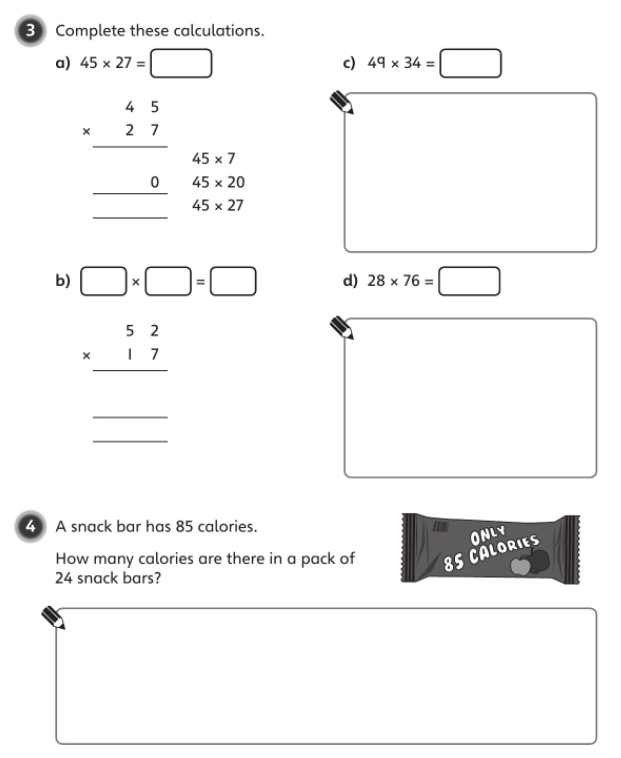 3 Complete these calculations.
a) 45 × 27 =
4 5
× 2 7
45 × 7
0 45 × 20
45 × 27
b) × =
5 2
× 1 7
c) 49 × 34 =
d) 28 × 76 =
4 A snack bar has 85 calories.
How many calories are there in a pack of
24 snack bars?
ONLY
85 CALORIES